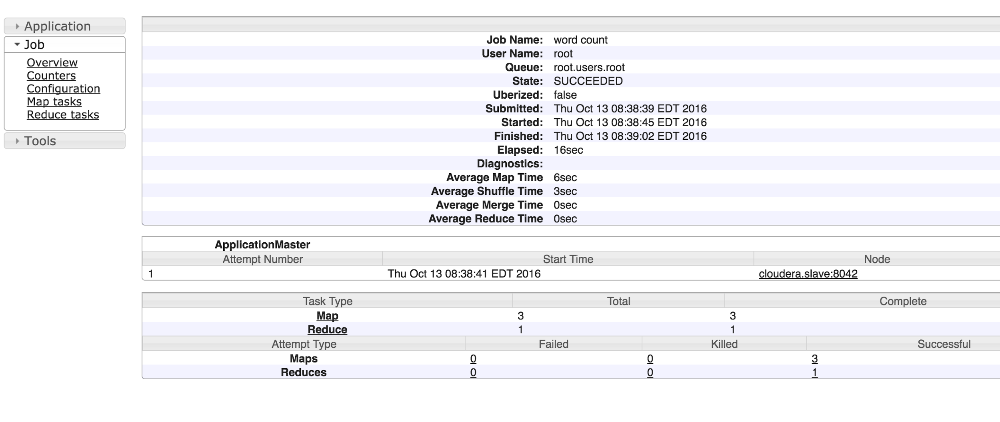 Application
Job
Overview
Counters
Configuration
Map tasks
Reduce tasks
Tools
Job Name: word count
User Name: root
Queue: root.users.root
State: SUCCEEDED
Uberized: false
Submitted: Thu Oct 13 08:38:39 EDT 2016
Started: Thu Oct 13 08:38:45 EDT 2016
Finished: Thu Oct 13 08:39:02 EDT 2016
Elapsed: 16sec
Diagnostics:
Average Map Time 6sec
Average Shuffle Time 3sec
Average Merge Time 0sec
Average Reduce Time 0sec
ApplicationMaster
Attempt Number Start Time Node
1 Thu Oct 13 08:38:41 EDT 2016 cloudera.slave:8042
Task Type Total Complete
Map 3 3
Reduce 1 1
Attempt Type Failed Killed Successful
Maps 0 0 3
Reduces 0 0 1